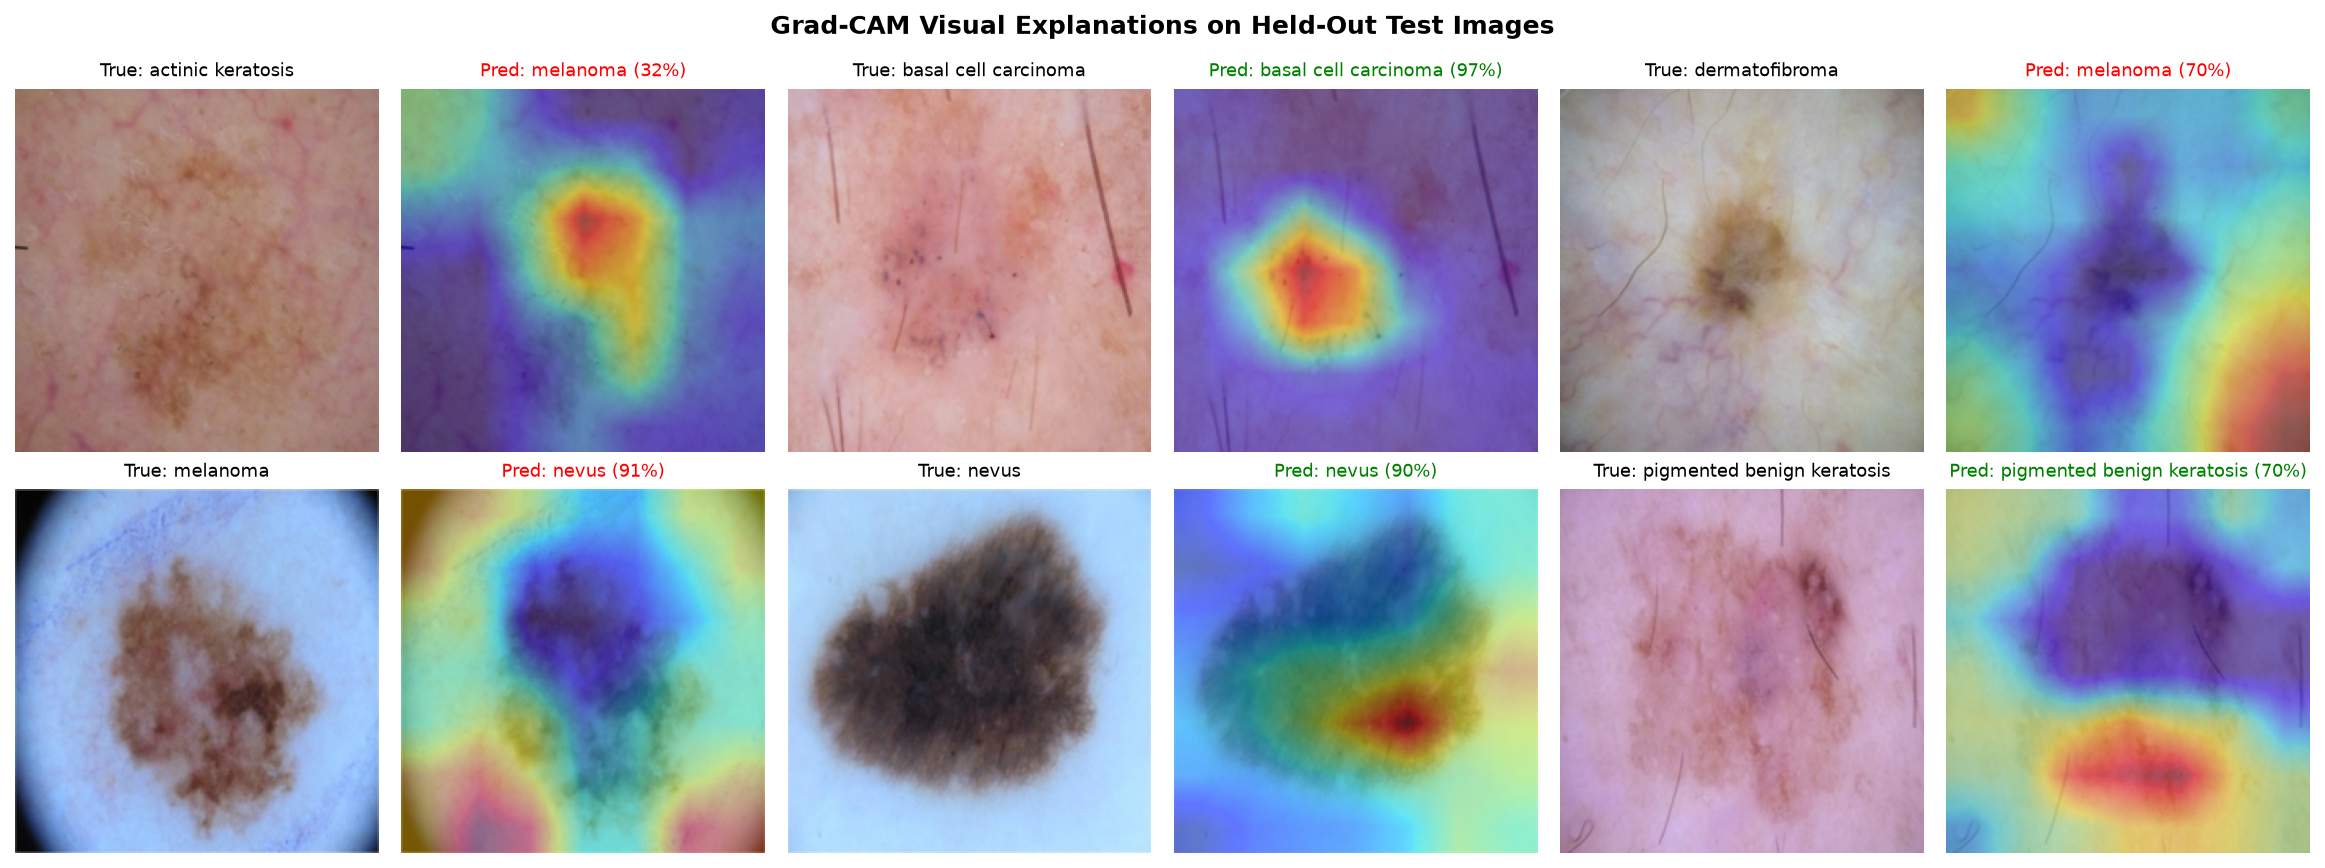 Grad-CAM Visual Explanations on Held-Out Test Images
True: actinic keratosis
Pred: melanoma (32%)
True: basal cell carcinoma
Pred: basal cell carcinoma (97%)
True: dermatofibroma
Pred: melanoma (70%)
True: melanoma
Pred: nevus (91%)
True: nevus
Pred: nevus (90%)
True: pigmented benign keratosis
Pred: pigmented benign keratosis (70%)